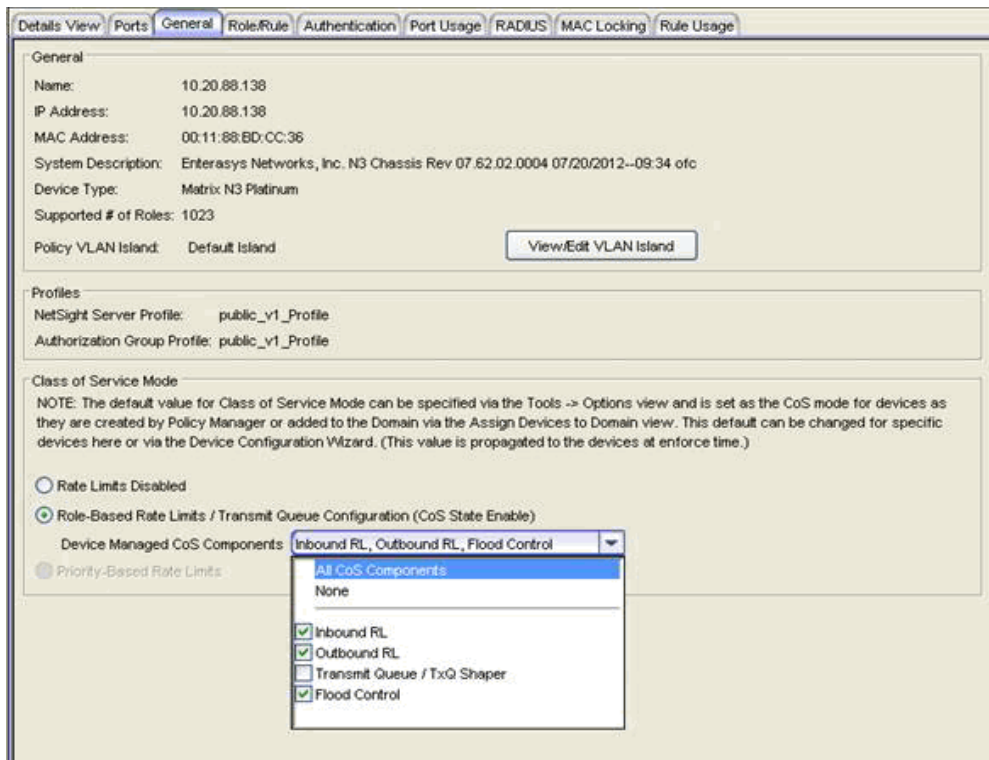 Details View Ports General Role/Rule Authentication Port Usage RADIUS MAC Locking Rule Usage
General
Name: 10.20.88.138
IP Address: 10.20.88.138
MAC Address: 00:11:88:BD:CC:36
System Description: Enterasys Networks, Inc. N3 Chassis Rev 07.62.02.0004 07/20/2012--09:34 ofc
Device Type: Matrix N3 Platinum
Supported # of Roles: 1023
Policy VLAN Island: Default Island View/Edit VLAN Island
Profiles
NetSight Server Profile: public_v1_Profile
Authorization Group Profile: public_v1_Profile
Class of Service Mode
NOTE: The default value for Class of Service Mode can be specified via the Tools -> Options view and is set as the CoS mode for devices as
they are created by Policy Manager or added to the Domain via the Assign Devices to Domain view. This default can be changed for specific
devices here or via the Device Configuration Wizard. (This value is propagated to the devices at enforce time.)
Rate Limits Disabled
Role-Based Rate Limits / Transmit Queue Configuration (CoS State Enable)
Device Managed CoS Components Inbound RL, Outbound RL, Flood Control
Priority-Based Rate Limits
All CoS Components
None
Inbound RL
Outbound RL
Transmit Queue / TxQ Shaper
Flood Control